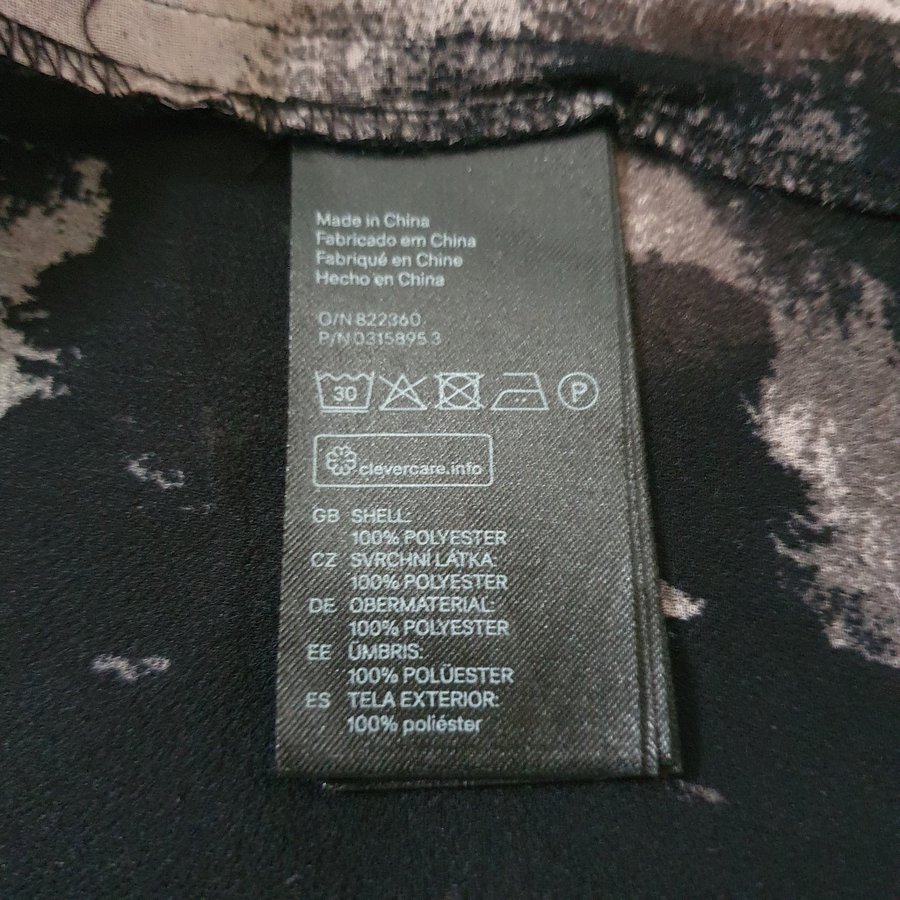 Made in China
Fabricado em China
Fabriqué en Chine
Hecho en China
O/N 822360
P/N 0315895.3
30 P
clevercare.info
GB SHELL:
100% POLYESTER
CZ SVRCHNÍ LÁTKA:
100% POLYESTER
DE OBERMATERIAL:
100% POLYESTER
EE ÜMBRIS:
100% POLÜESTER
ES TELA EXTERIOR:
100% poliéster